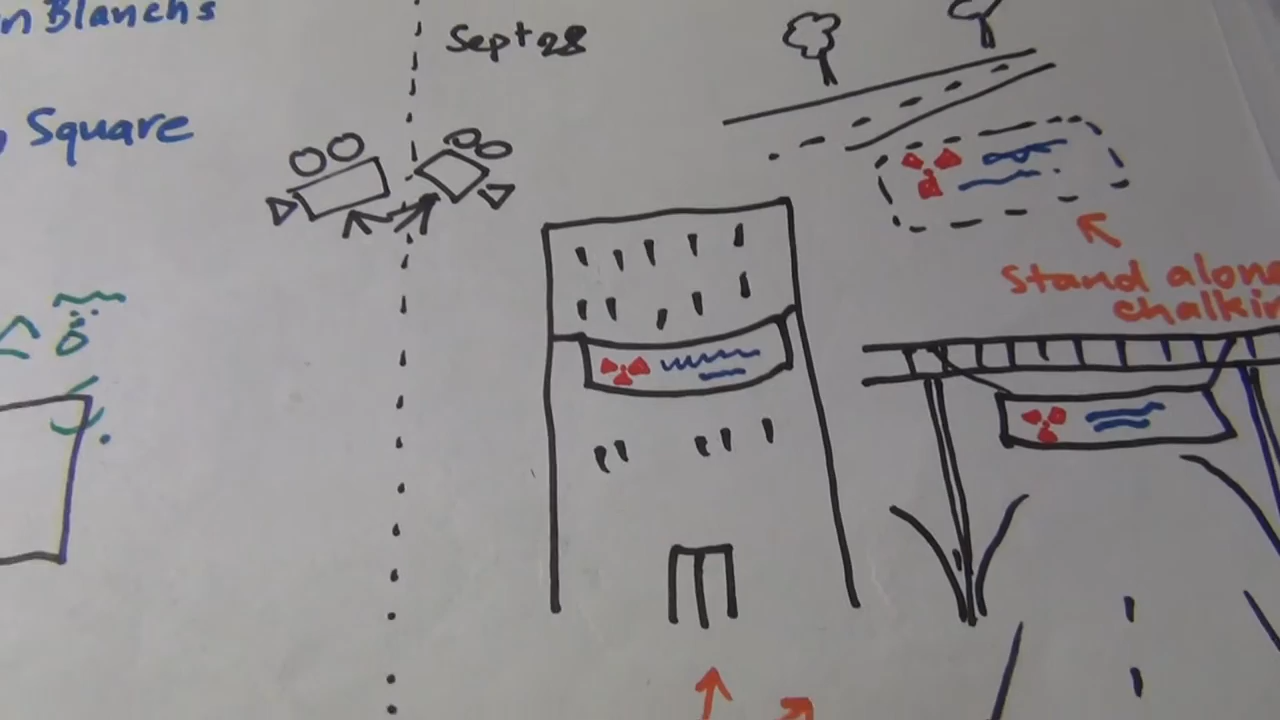 n Blanchs
Sept 28
Square
Stand alone
chalkin